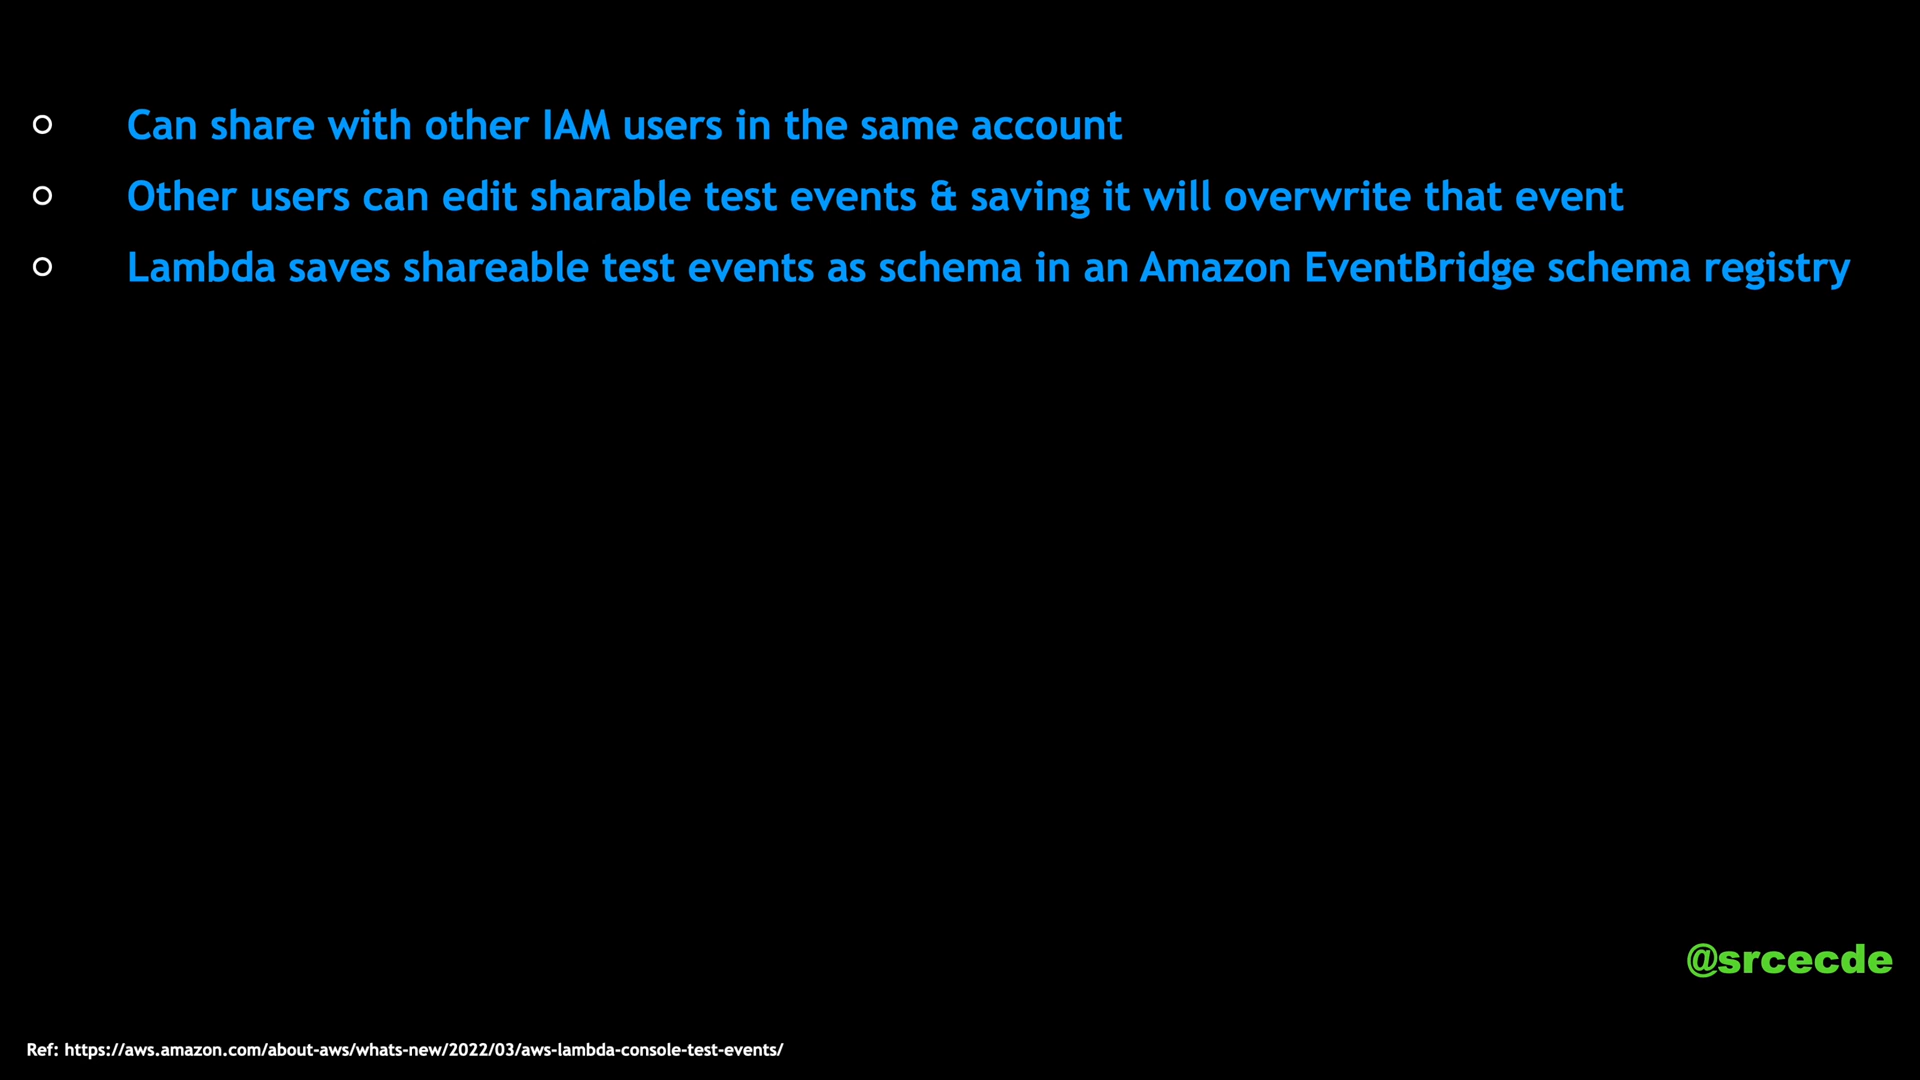 Can share with other IAM users in the same account
Other users can edit sharable test events & saving it will overwrite that event
Lambda saves shareable test events as schema in an Amazon EventBridge schema registry
@srcecde
Ref: https://aws.amazon.com/about-aws/whats-new/2022/03/aws-lambda-console-test-events/